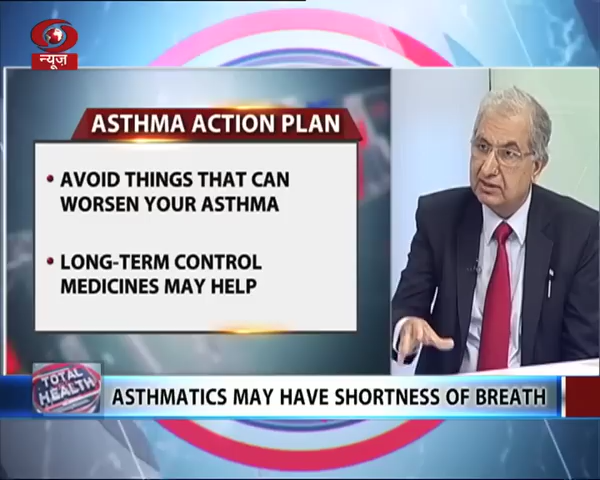 न्यूज़
ASTHMA ACTION PLAN
• AVOID THINGS THAT CAN
WORSEN YOUR ASTHMA
• LONG-TERM CONTROL
MEDICINES MAY HELP
TOTAL
HEALTH
ASTHMATICS MAY HAVE SHORTNESS OF BREATH